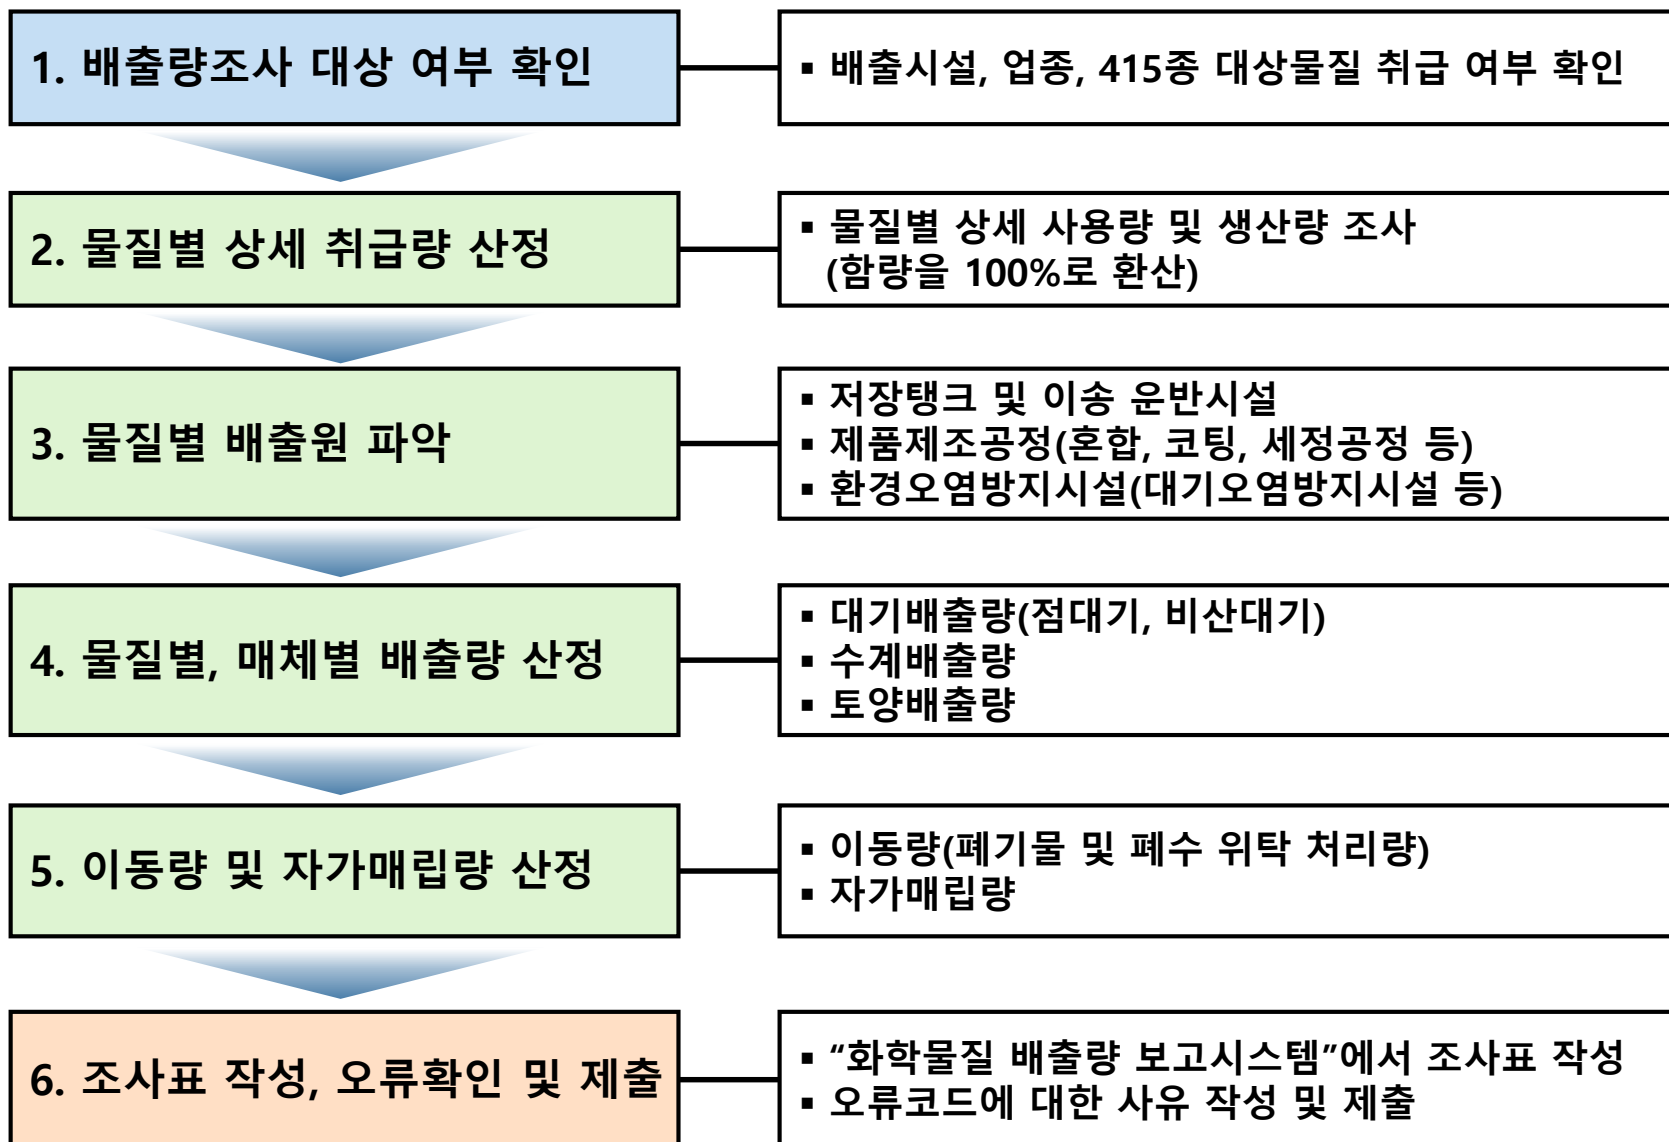 1. 배출량조사 대상 여부 확인
▪ 배출시설, 업종, 415종 대상물질 취급 여부 확인
2. 물질별 상세 취급량 산정
▪ 물질별 상세 사용량 및 생산량 조사
(함량을 100%로 환산)
3. 물질별 배출원 파악
▪ 저장탱크 및 이송 운반시설
▪ 제품제조공정(혼합, 코팅, 세정공정 등)
▪ 환경오염방지시설(대기오염방지시설 등)
4. 물질별, 매체별 배출량 산정
▪ 대기배출량(점대기, 비산대기)
▪ 수계배출량
▪ 토양배출량
5. 이동량 및 자가매립량 산정
▪ 이동량(폐기물 및 폐수 위탁 처리량)
▪ 자가매립량
6. 조사표 작성, 오류확인 및 제출
▪ “화학물질 배출량 보고시스템”에서 조사표 작성
▪ 오류코드에 대한 사유 작성 및 제출